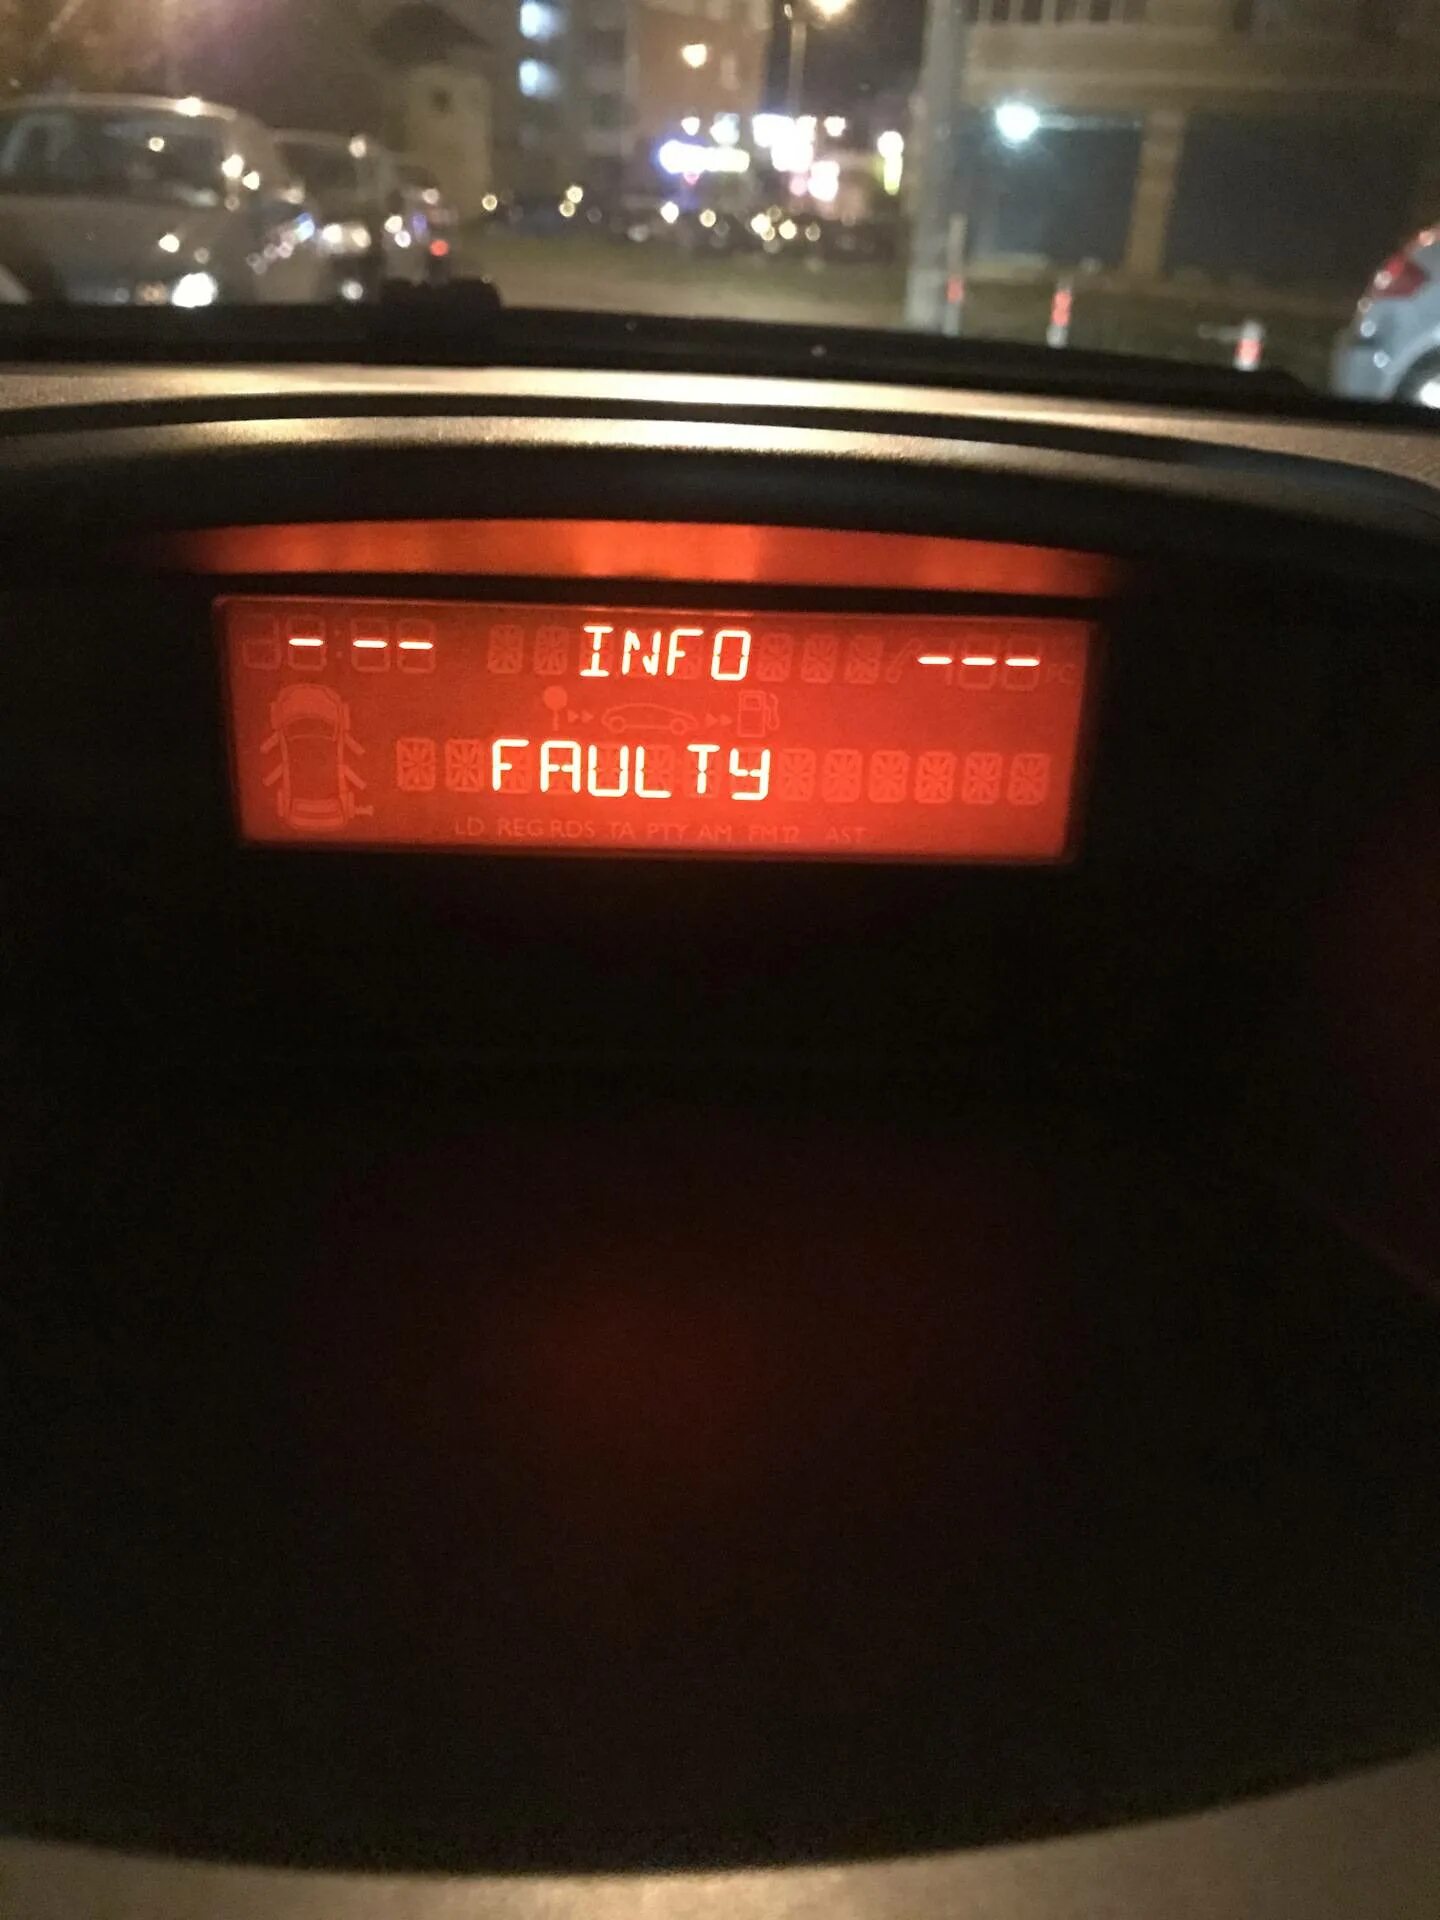 --:-- INFO ---
FAULTY
LD REG RDS TA PTY AM FM12 AST